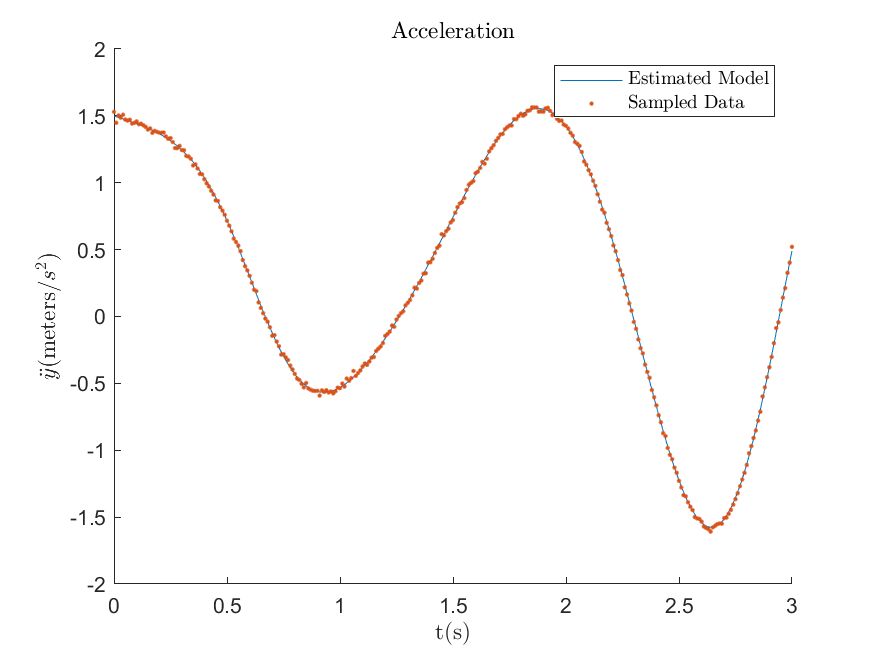 Acceleration
Estimated Model
Sampled Data
2
1.5
1
0.5
0
-0.5
-1
-1.5
-2
ÿ(meters/s²)
0 0.5 1 1.5 2 2.5 3
t(s)